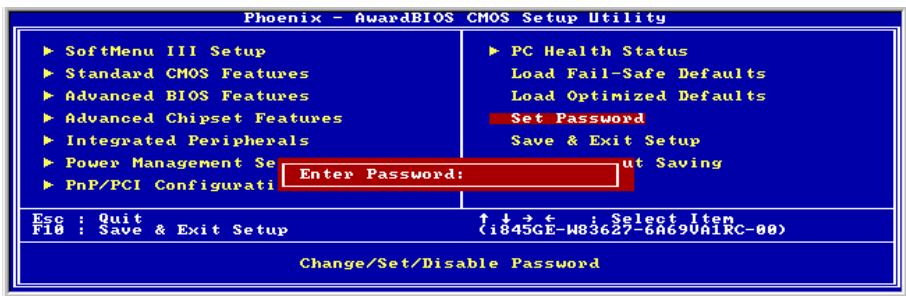 Phoenix - AwardBIOS CMOS Setup Utility
SoftMenu III Setup
Standard CMOS Features
Advanced BIOS Features
Advanced Chipset Features
Integrated Peripherals
Power Management Se
PnP/PCI Configurati
PC Health Status
Load Fail-Safe Defaults
Load Optimized Defaults
Set Password
Save & Exit Setup
ut Saving
Enter Password:
Esc : Quit
F10 : Save & Exit Setup
↑ ↓ → ← : Select Item
(i845GE-W83627-6A69VA1RC-00)
Change/Set/Disable Password